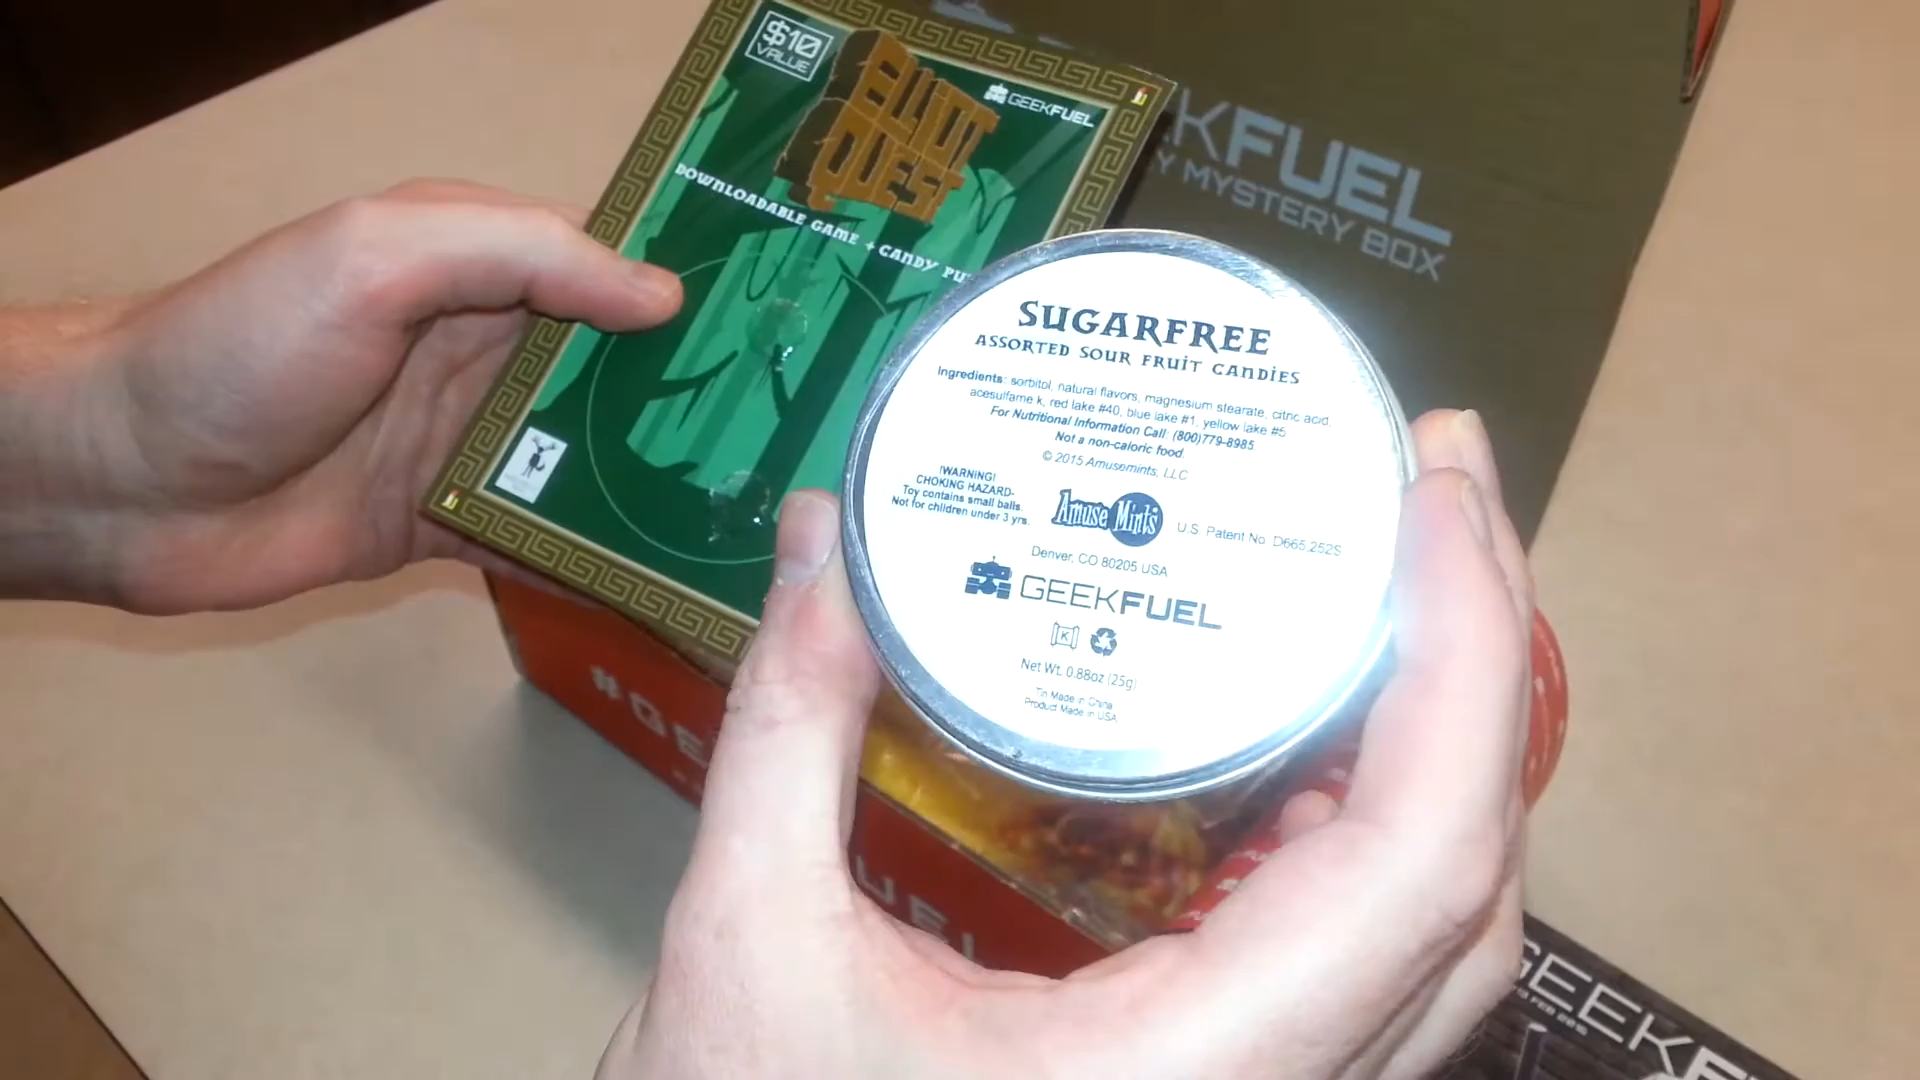 $10
VALUE
ELLIOT
QUEST
GEEKFUEL
DOWNLOADABLE GAME + CANDY
KFUEL
Y MYSTERY BOX
SUGARFREE
ASSORTED SOUR FRUIT CANDIES
Ingredients: sorbitol, natural flavors, magnesium stearate, citric acid,
acesulfame k, red lake #40, blue lake #1, yellow lake #5
For Nutritional Information Call: (800)779-8985
Not a non-caloric food.
© 2015 Amusemints, LLC
!WARNING!
CHOKING HAZARD-
Toy contains small balls.
Not for children under 3 yrs.
Amuse Mints
U.S. Patent No. D665,252S
Denver, CO 80205 USA
GEEKFUEL
K
Net Wt. 0.88oz (25g)
Tin Made in China
Product Made in USA
#GE
UEL
GEEKF
FEB 2016